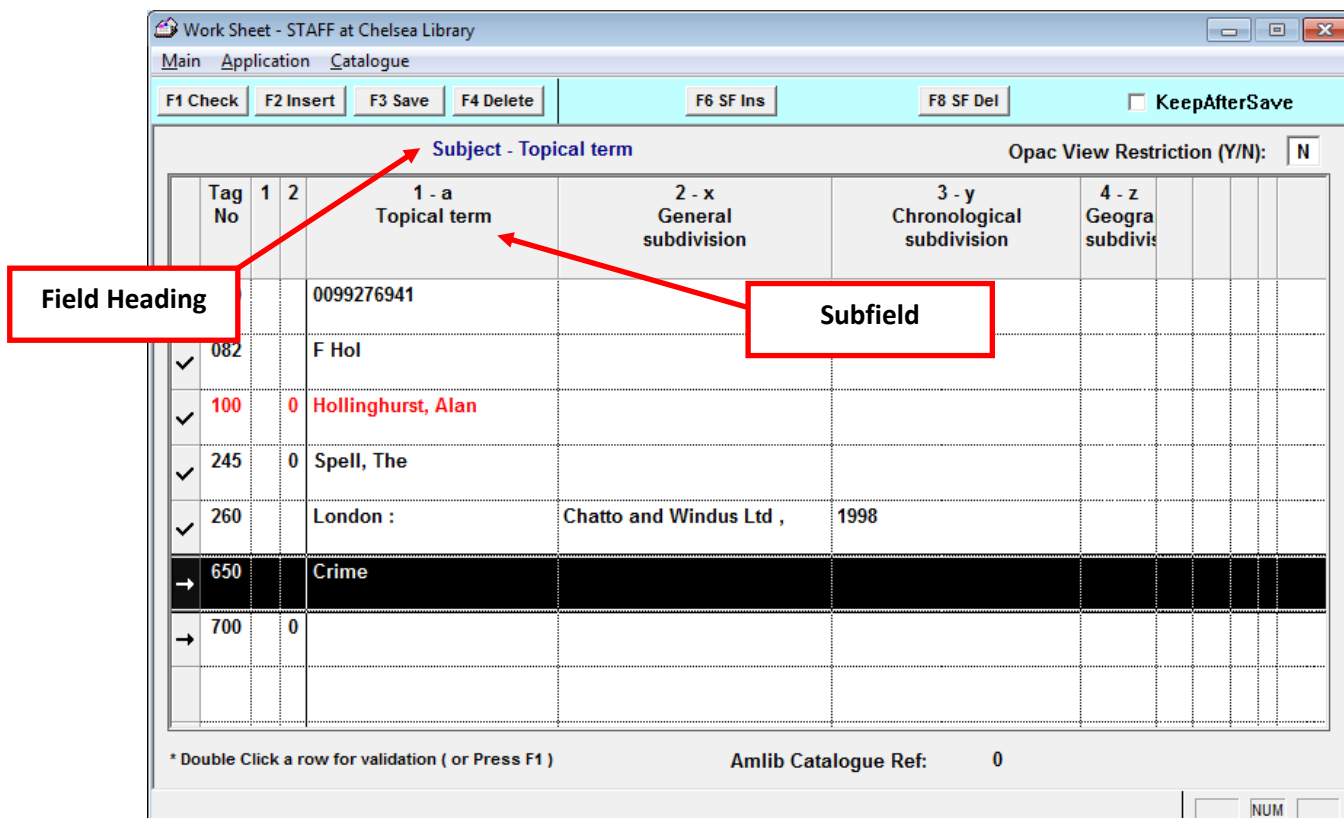 Work Sheet - STAFF at Chelsea Library
Main Application Catalogue
F1 Check F2 Insert F3 Save F4 Delete F6 SF Ins F8 SF Del KeepAfterSave
Subject - Topical term Opac View Restriction (Y/N): N
Tag No 1 2 1 - a Topical term 2 - x General subdivision 3 - y Chronological subdivision 4 - z Geogra subdivis
Field Heading
Subfield
0099276941
082 F Hol
100 0 Hollinghurst, Alan
245 0 Spell, The
260 London : Chatto and Windus Ltd , 1998
650 Crime
700 0
* Double Click a row for validation ( or Press F1 ) Amlib Catalogue Ref: 0
NUM